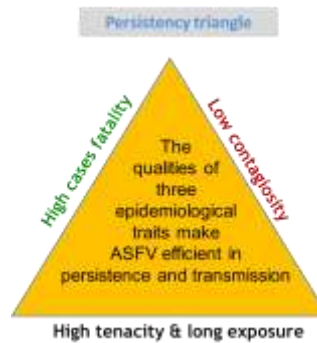 Persistency triangle
High cases fatality
Low contagiosity
The
qualities of
three
epidemiological
traits make
ASFV efficient in
persistence and transmission
High tenacity & long exposure